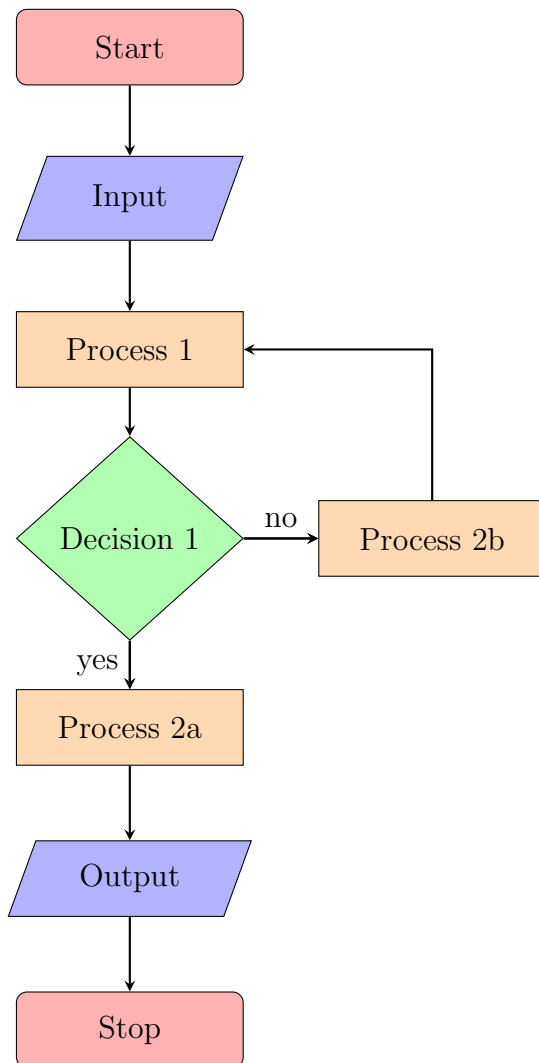 Start
Input
Process 1
Decision 1
no
Process 2b
yes
Process 2a
Output
Stop